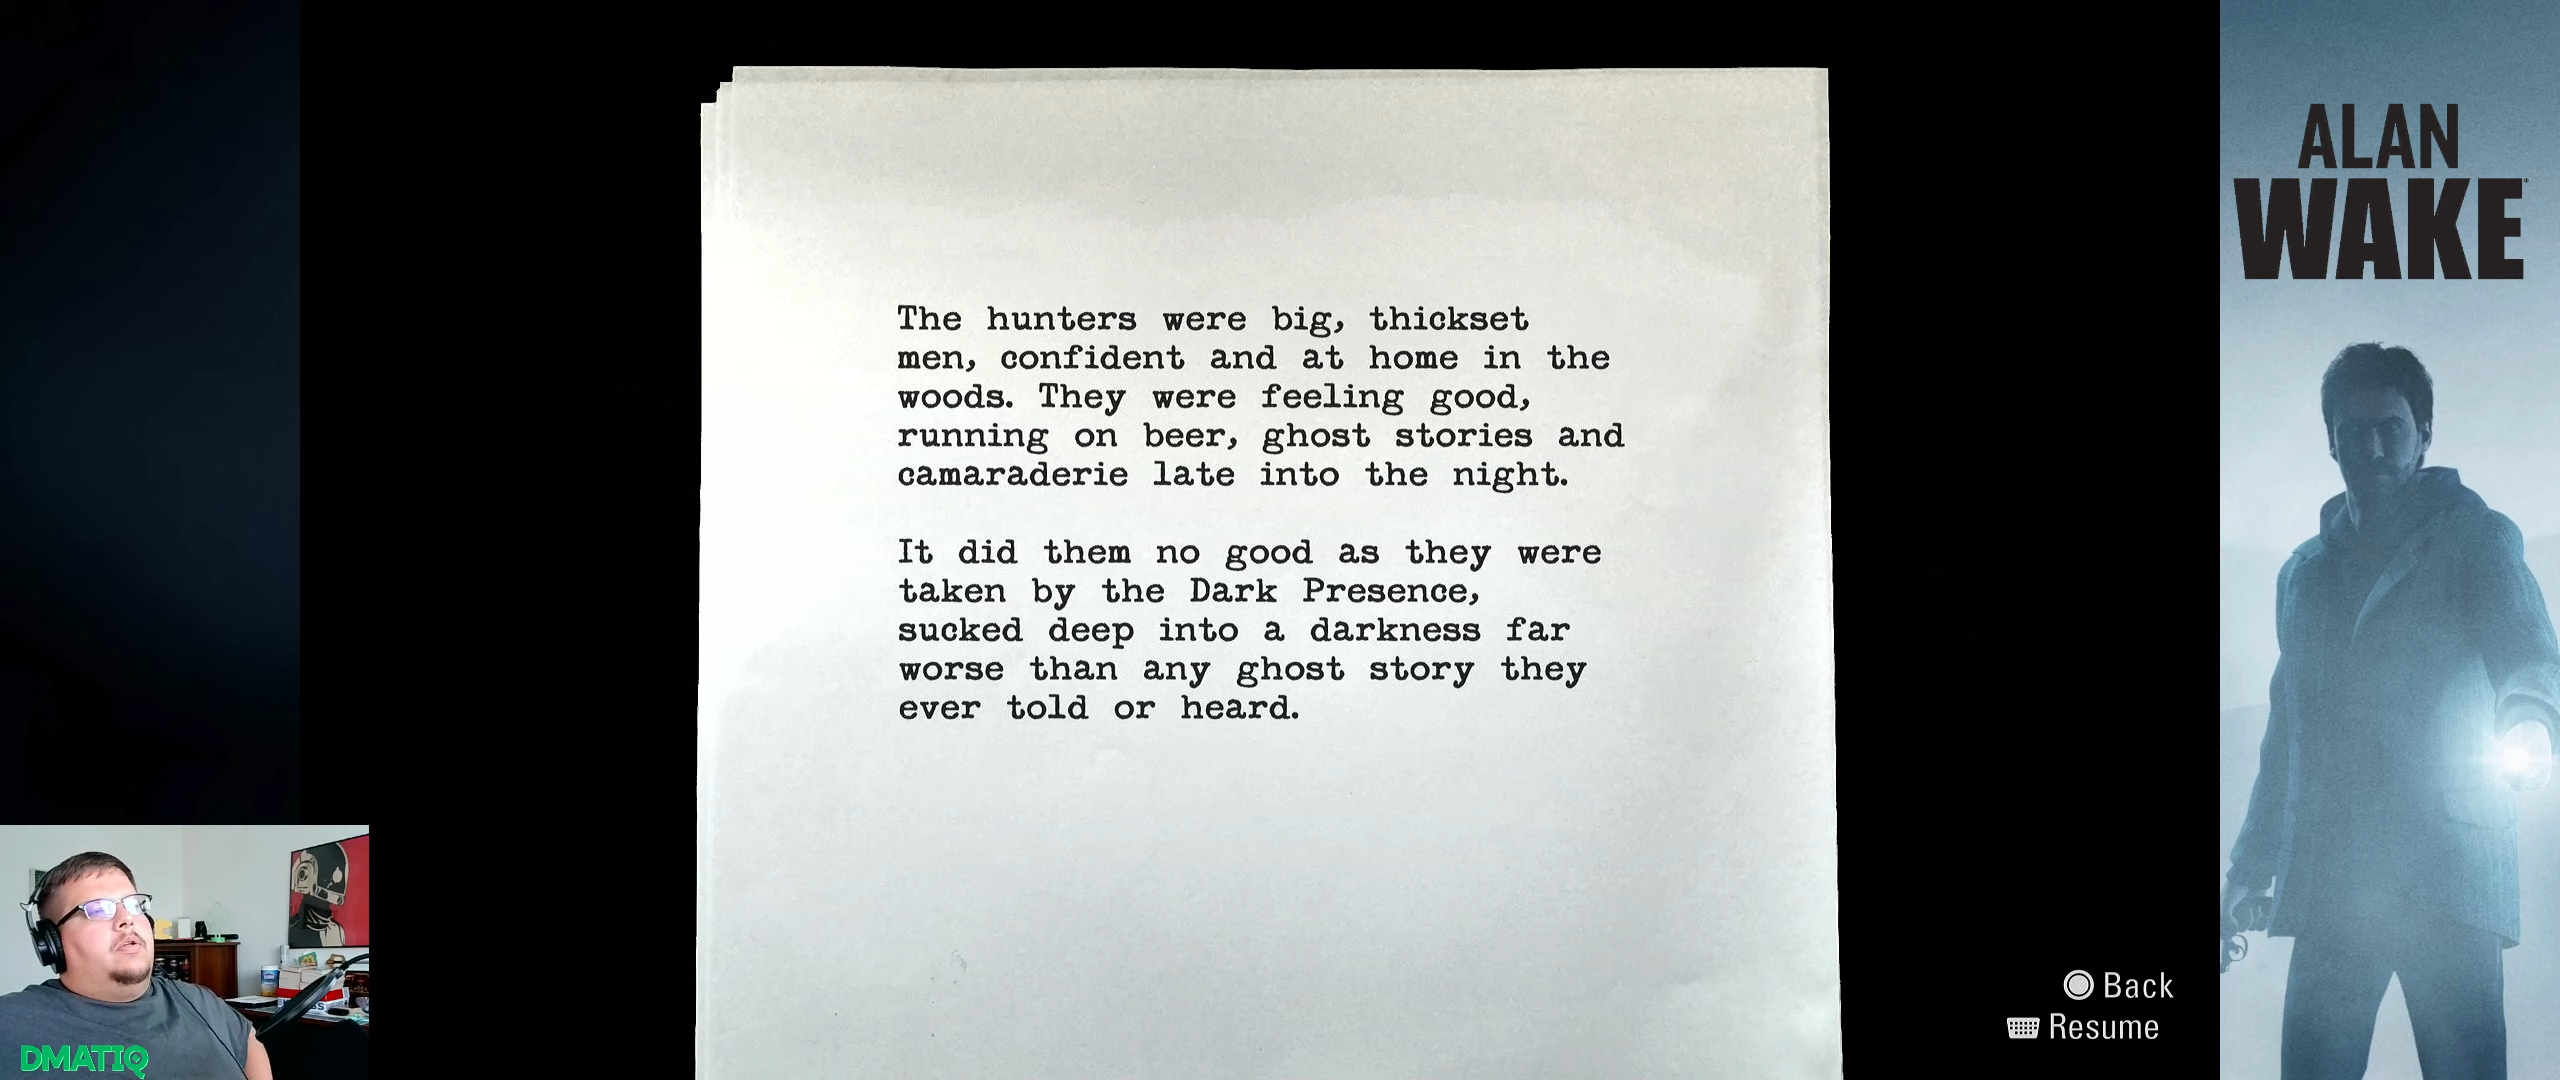 ALAN
WAKE
The hunters were big, thickset
men, confident and at home in the
woods. They were feeling good,
running on beer, ghost stories and
camaraderie late into the night.
It did them no good as they were
taken by the Dark Presence,
sucked deep into a darkness far
worse than any ghost story they
ever told or heard.
Back
Resume
DMATIQ